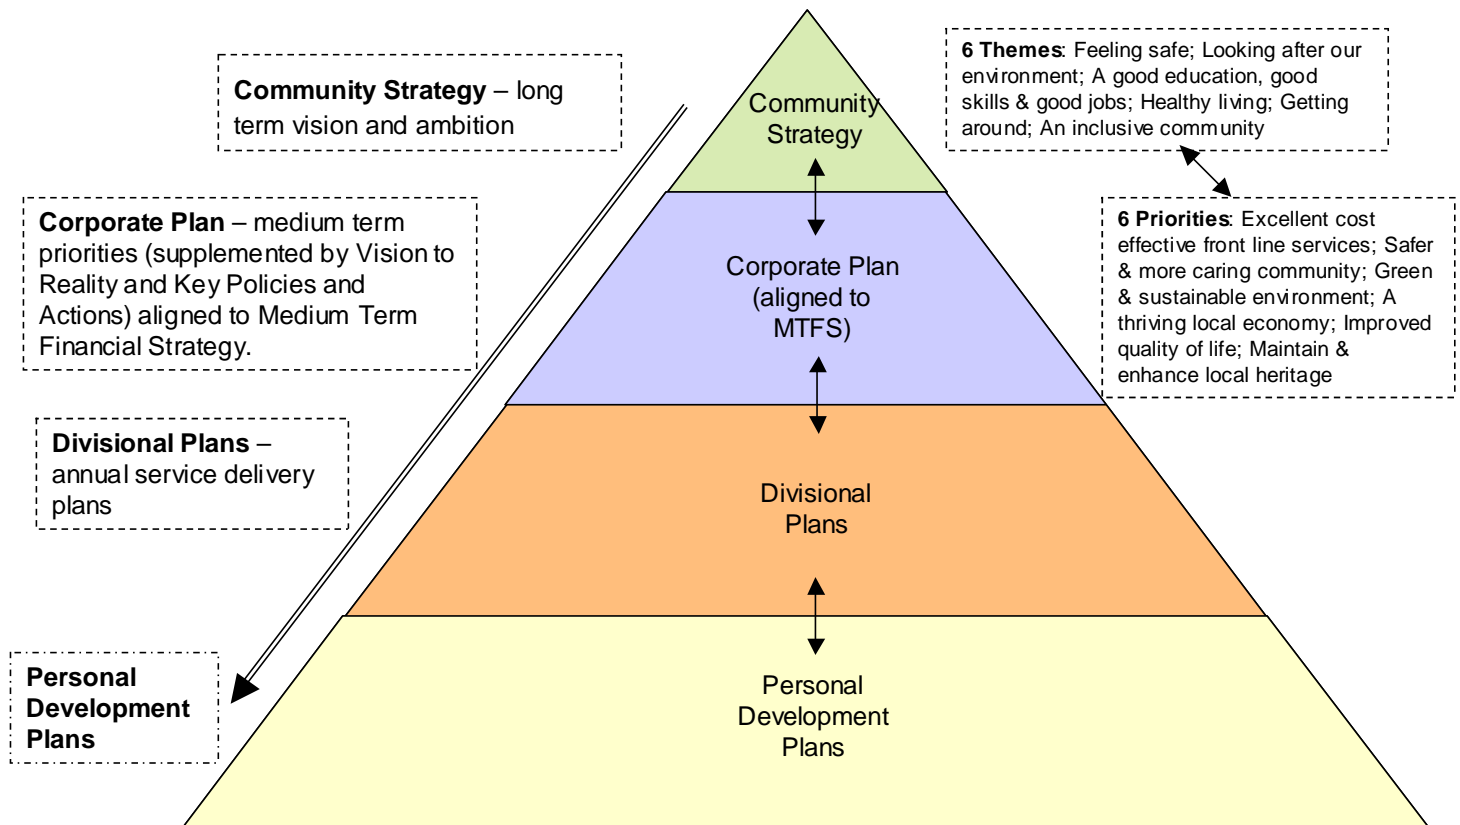 Community Strategy – long
term vision and ambition
Corporate Plan – medium term
priorities (supplemented by Vision to
Reality and Key Policies and
Actions) aligned to Medium Term
Financial Strategy.
Divisional Plans –
annual service delivery
plans
Personal
Development
Plans
Community
Strategy
Corporate Plan
(aligned to
MTFS)
Divisional
Plans
Personal
Development
Plans
6 Themes: Feeling safe; Looking after our
environment; A good education, good
skills & good jobs; Healthy living; Getting
around; An inclusive community
6 Priorities: Excellent cost
effective front line services; Safer
& more caring community; Green
& sustainable environment; A
thriving local economy; Improved
quality of life; Maintain &
enhance local heritage